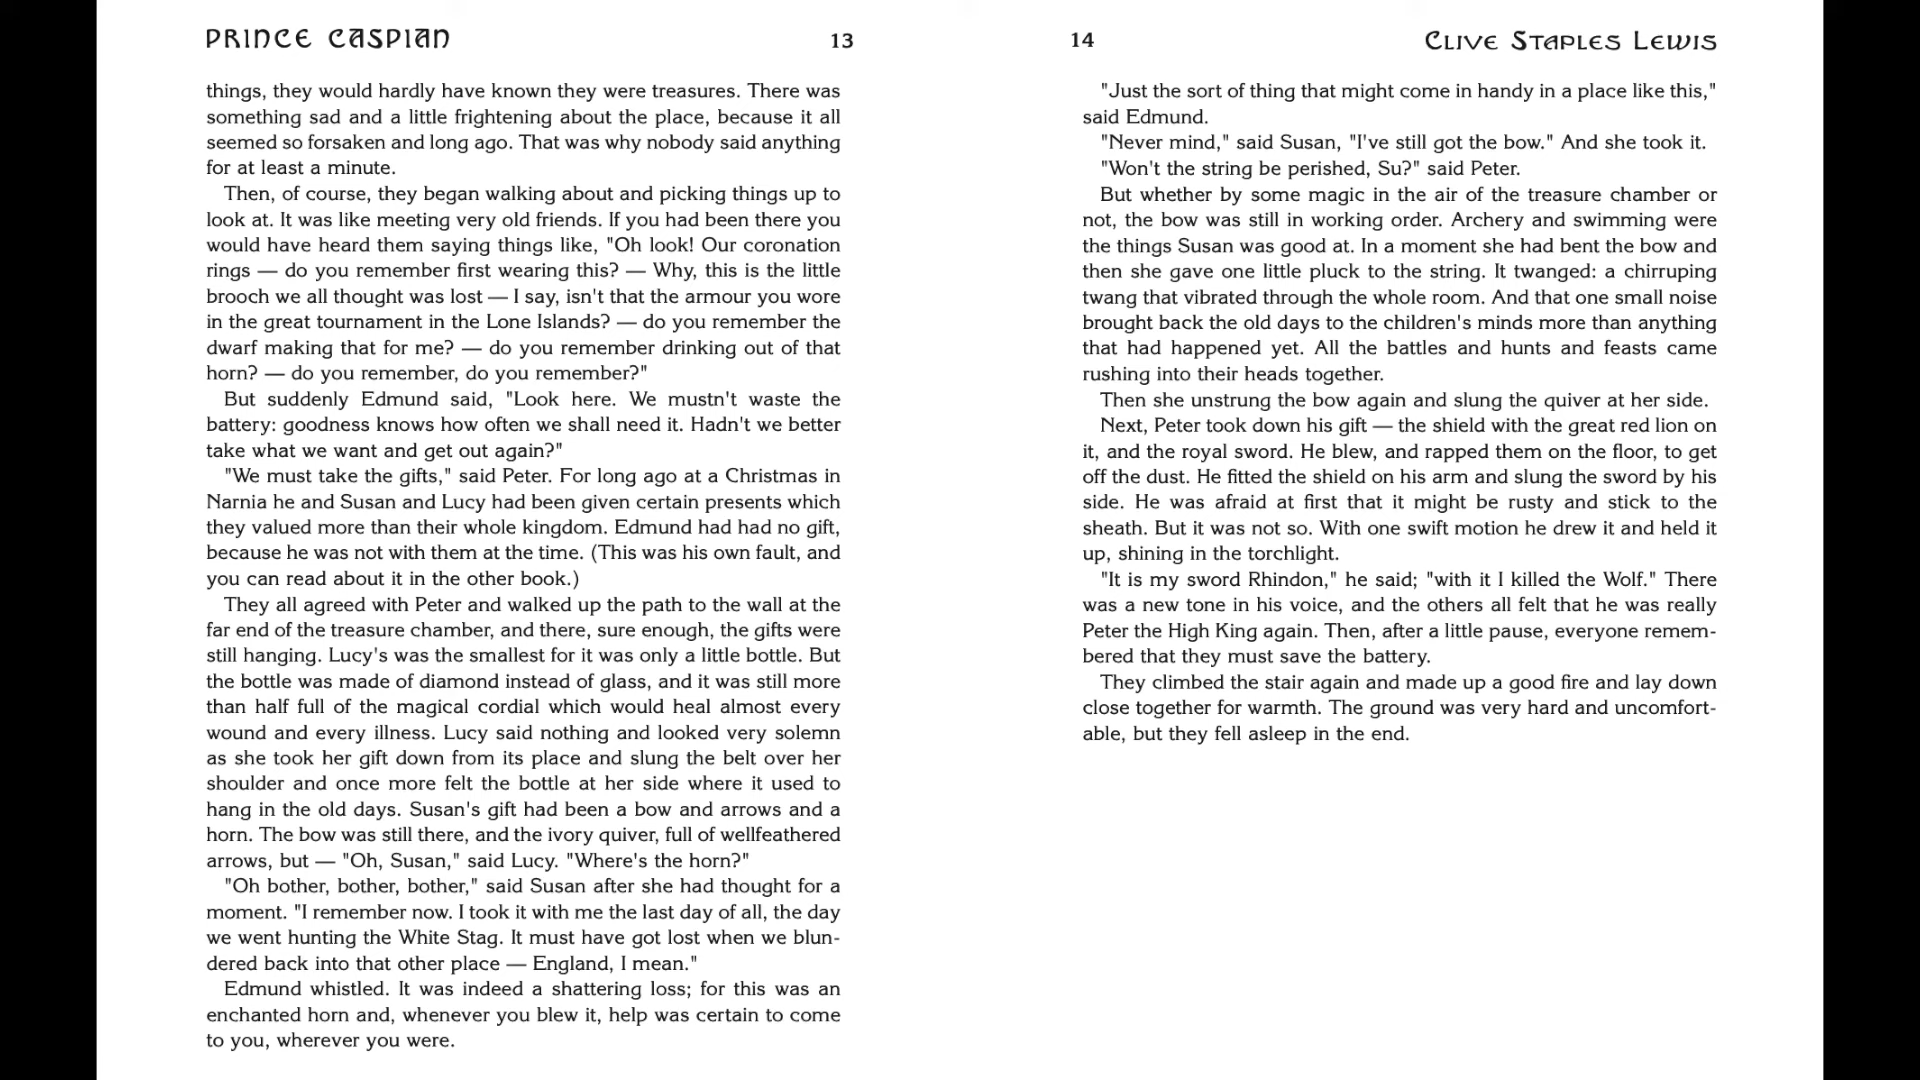 PRINCE CASPIAN 13
things, they would hardly have known they were treasures. There was
something sad and a little frightening about the place, because it all
seemed so forsaken and long ago. That was why nobody said anything
for at least a minute.
Then, of course, they began walking about and picking things up to
look at. It was like meeting very old friends. If you had been there you
would have heard them saying things like, "Oh look! Our coronation
rings — do you remember first wearing this? — Why, this is the little
brooch we all thought was lost — I say, isn't that the armour you wore
in the great tournament in the Lone Islands? — do you remember the
dwarf making that for me? — do you remember drinking out of that
horn? — do you remember, do you remember?"
But suddenly Edmund said, "Look here. We mustn't waste the
battery: goodness knows how often we shall need it. Hadn't we better
take what we want and get out again?"
"We must take the gifts," said Peter. For long ago at a Christmas in
Narnia he and Susan and Lucy had been given certain presents which
they valued more than their whole kingdom. Edmund had had no gift,
because he was not with them at the time. (This was his own fault, and
you can read about it in the other book.)
They all agreed with Peter and walked up the path to the wall at the
far end of the treasure chamber, and there, sure enough, the gifts were
still hanging. Lucy's was the smallest for it was only a little bottle. But
the bottle was made of diamond instead of glass, and it was still more
than half full of the magical cordial which would heal almost every
wound and every illness. Lucy said nothing and looked very solemn
as she took her gift down from its place and slung the belt over her
shoulder and once more felt the bottle at her side where it used to
hang in the old days. Susan's gift had been a bow and arrows and a
horn. The bow was still there, and the ivory quiver, full of wellfeathered
arrows, but — "Oh, Susan," said Lucy. "Where's the horn?"
"Oh bother, bother, bother," said Susan after she had thought for a
moment. "I remember now. I took it with me the last day of all, the day
we went hunting the White Stag. It must have got lost when we blun-
dered back into that other place — England, I mean."
Edmund whistled. It was indeed a shattering loss; for this was an
enchanted horn and, whenever you blew it, help was certain to come
to you, wherever you were.
14 Clive Staples Lewis
"Just the sort of thing that might come in handy in a place like this,"
said Edmund.
"Never mind," said Susan, "I've still got the bow." And she took it.
"Won't the string be perished, Su?" said Peter.
But whether by some magic in the air of the treasure chamber or
not, the bow was still in working order. Archery and swimming were
the things Susan was good at. In a moment she had bent the bow and
then she gave one little pluck to the string. It twanged: a chirruping
twang that vibrated through the whole room. And that one small noise
brought back the old days to the children's minds more than anything
that had happened yet. All the battles and hunts and feasts came
rushing into their heads together.
Then she unstrung the bow again and slung the quiver at her side.
Next, Peter took down his gift — the shield with the great red lion on
it, and the royal sword. He blew, and rapped them on the floor, to get
off the dust. He fitted the shield on his arm and slung the sword by his
side. He was afraid at first that it might be rusty and stick to the
sheath. But it was not so. With one swift motion he drew it and held it
up, shining in the torchlight.
"It is my sword Rhindon," he said; "with it I killed the Wolf." There
was a new tone in his voice, and the others all felt that he was really
Peter the High King again. Then, after a little pause, everyone remem-
bered that they must save the battery.
They climbed the stair again and made up a good fire and lay down
close together for warmth. The ground was very hard and uncomfort-
able, but they fell asleep in the end.